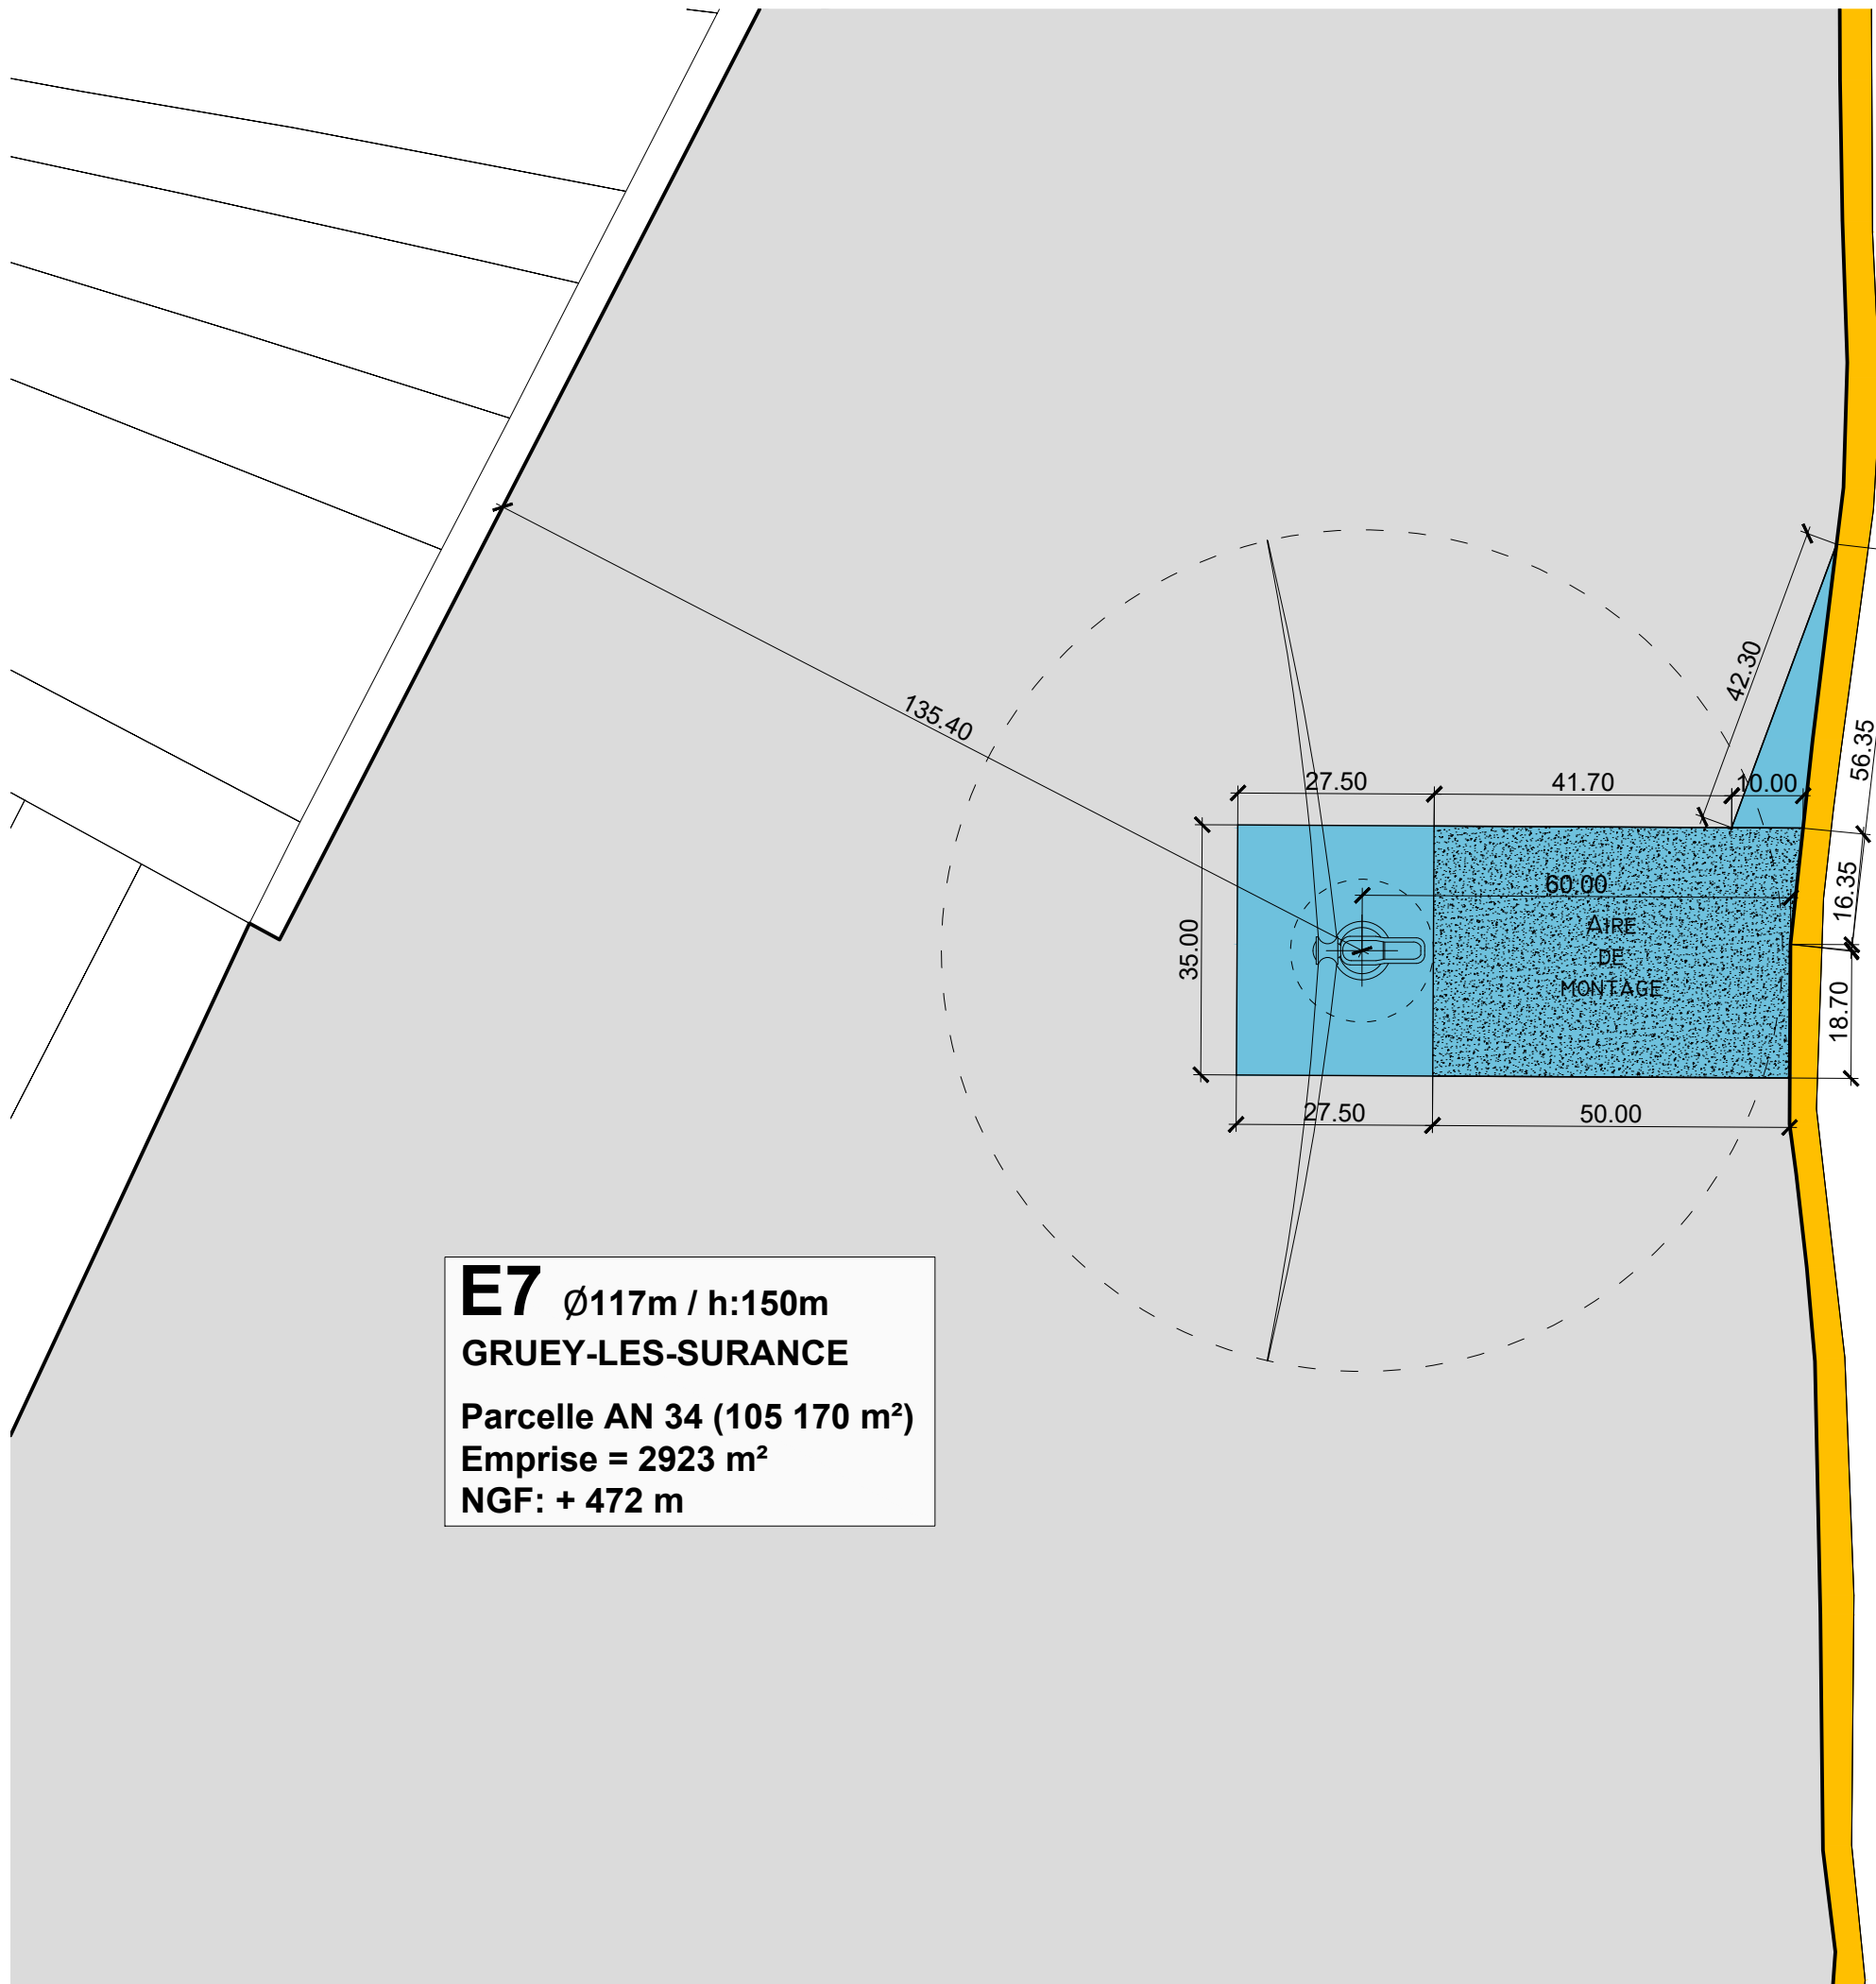 42.30
135.40
56.35
27.50
41.70
10.00
60.00
16.35
35.00
AIRE
DE
MONTAGE
18.70
27.50
50.00
E7 Ø117m / h:150m
GRUEY-LES-SURANCE
Parcelle AN 34 (105 170 m²)
Emprise = 2923 m²
NGF: + 472 m